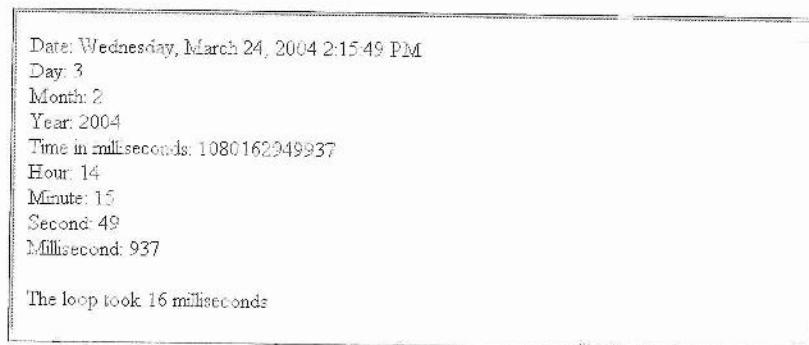 Date: Wednesday, March 24, 2004 2:15:49 PM
Day: 3
Month: 2
Year: 2004
Time in milliseconds: 1080162949937
Hour: 14
Minute: 15
Second: 49
Millisecond: 937
The loop took 16 milliseconds